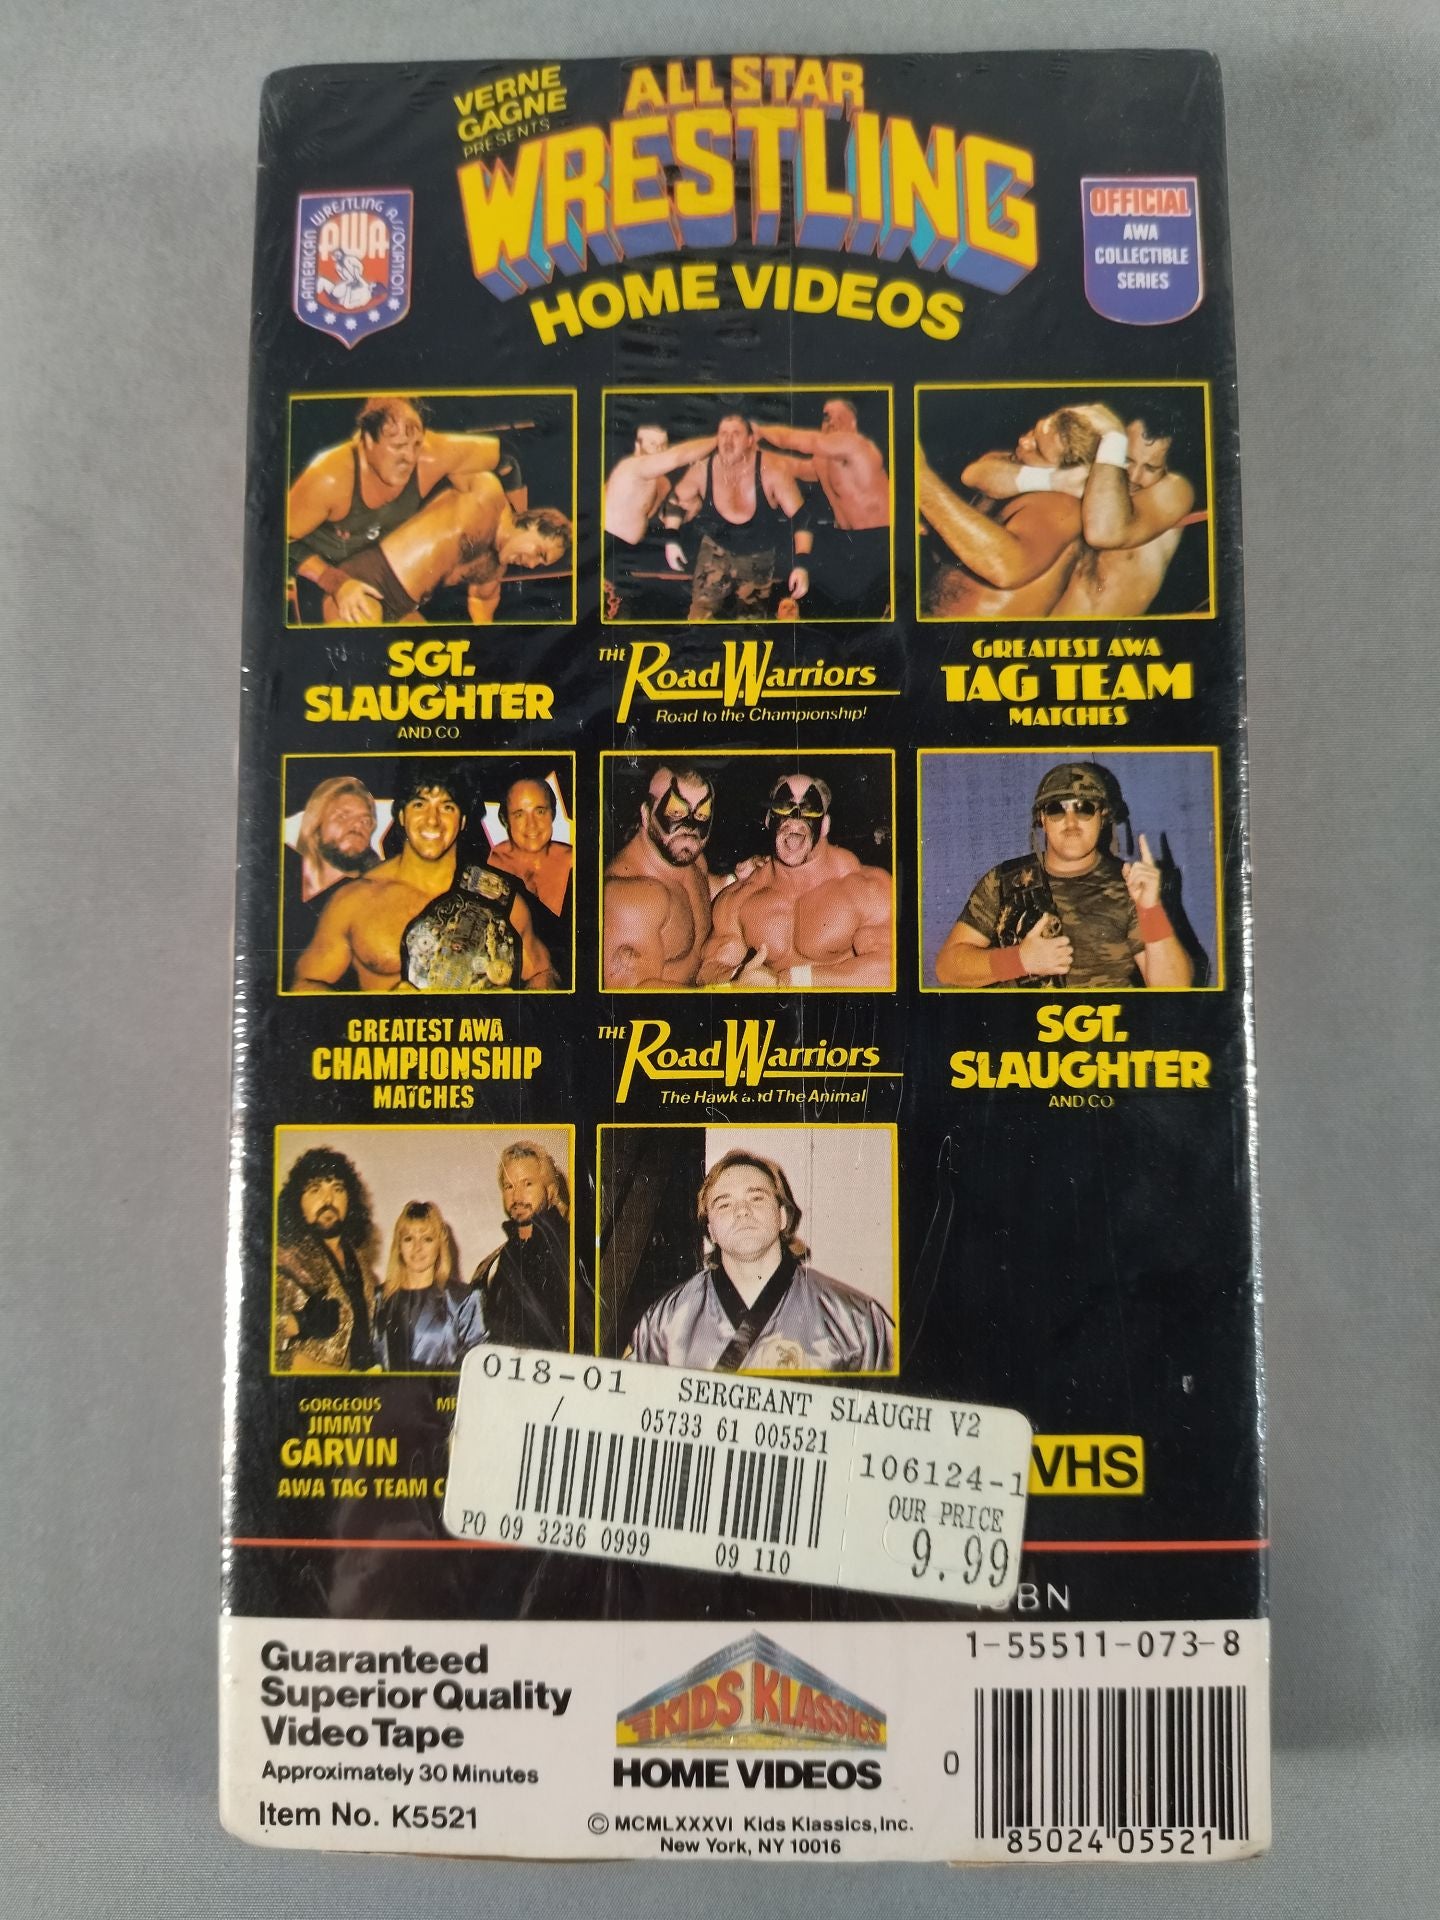 VERNE
GAGNE
PRESENTS
ALL STAR
WRESTLING
HOME VIDEOS
AMERICAN WRESTLING ASSOCIATION
AWA
OFFICIAL
AWA
COLLECTIBLE
SERIES
SGT.
SLAUGHTER
AND CO.
THE Road Warriors
Road to the Championship!
GREATEST AWA
TAG TEAM
MATCHES
GREATEST AWA
CHAMPIONSHIP
MATCHES
THE Road Warriors
The Hawk and The Animal
SGT.
SLAUGHTER
AND CO
GORGEOUS
JIMMY
GARVIN
AWA TAG TEAM
018-01
SERGEANT SLAUGH V2
/
05733 61 005521
106124-1
OUR PRICE
9.99
PO 09 3236 0999
09 110
VHS
ISBN
1-55511-073-8
Guaranteed
Superior Quality
Video Tape
Approximately 30 Minutes
Item No. K5521
KIDS KLASSICS
HOME VIDEOS
© MCMLXXXVI Kids Klassics, Inc.
New York, NY 10016
0
85024 05521